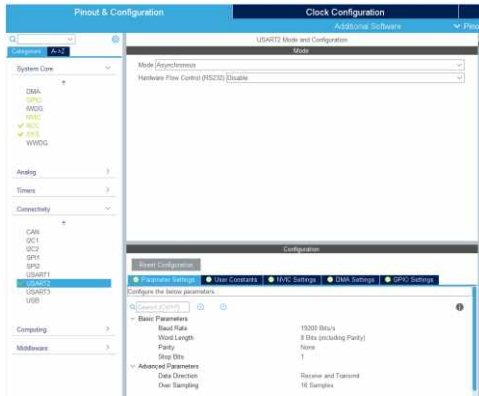 Pinout & Configuration
Clock Configuration
Additional Software
Pino
USART2 Mode and Configuration
Categories A->Z
Mode
System Core
Mode Asynchronous
Hardware Flow Control (RS232) Disable
DMA
GPIO
IWDG
NVIC
RCC
SYS
WWDG
Analog
Timers
Connectivity
CAN
I2C1
I2C2
SPI1
SPI2
USART1
USART2
USART3
USB
Computing
Middleware
Configuration
Reset Configuration
Parameter Settings
User Constants
NVIC Settings
DMA Settings
GPIO Settings
Configure the below parameters
Search (Ctrl+F)
Basic Parameters
Baud Rate 19200 Bits/s
Word Length 8 Bits (including Parity)
Parity None
Stop Bits 1
Advanced Parameters
Data Direction Receive and Transmit
Over Sampling 16 Samples